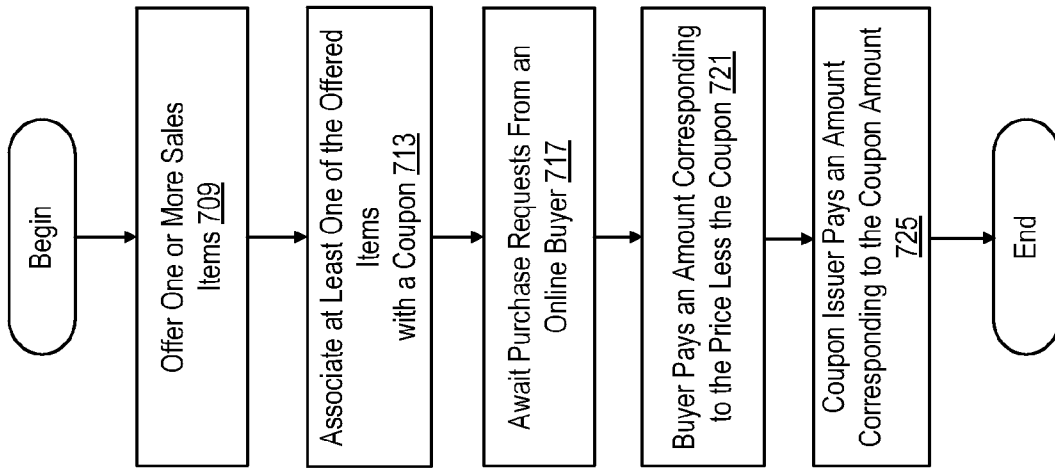 Begin
Offer One or More Sales
Items 709
Associate at Least One of the Offered
Items
with a Coupon 713
Await Purchase Requests From an
Online Buyer 717
Buyer Pays an Amount Corresponding
to the Price Less the Coupon 721
Coupon Issuer Pays an Amount
Corresponding to the Coupon Amount
725
End